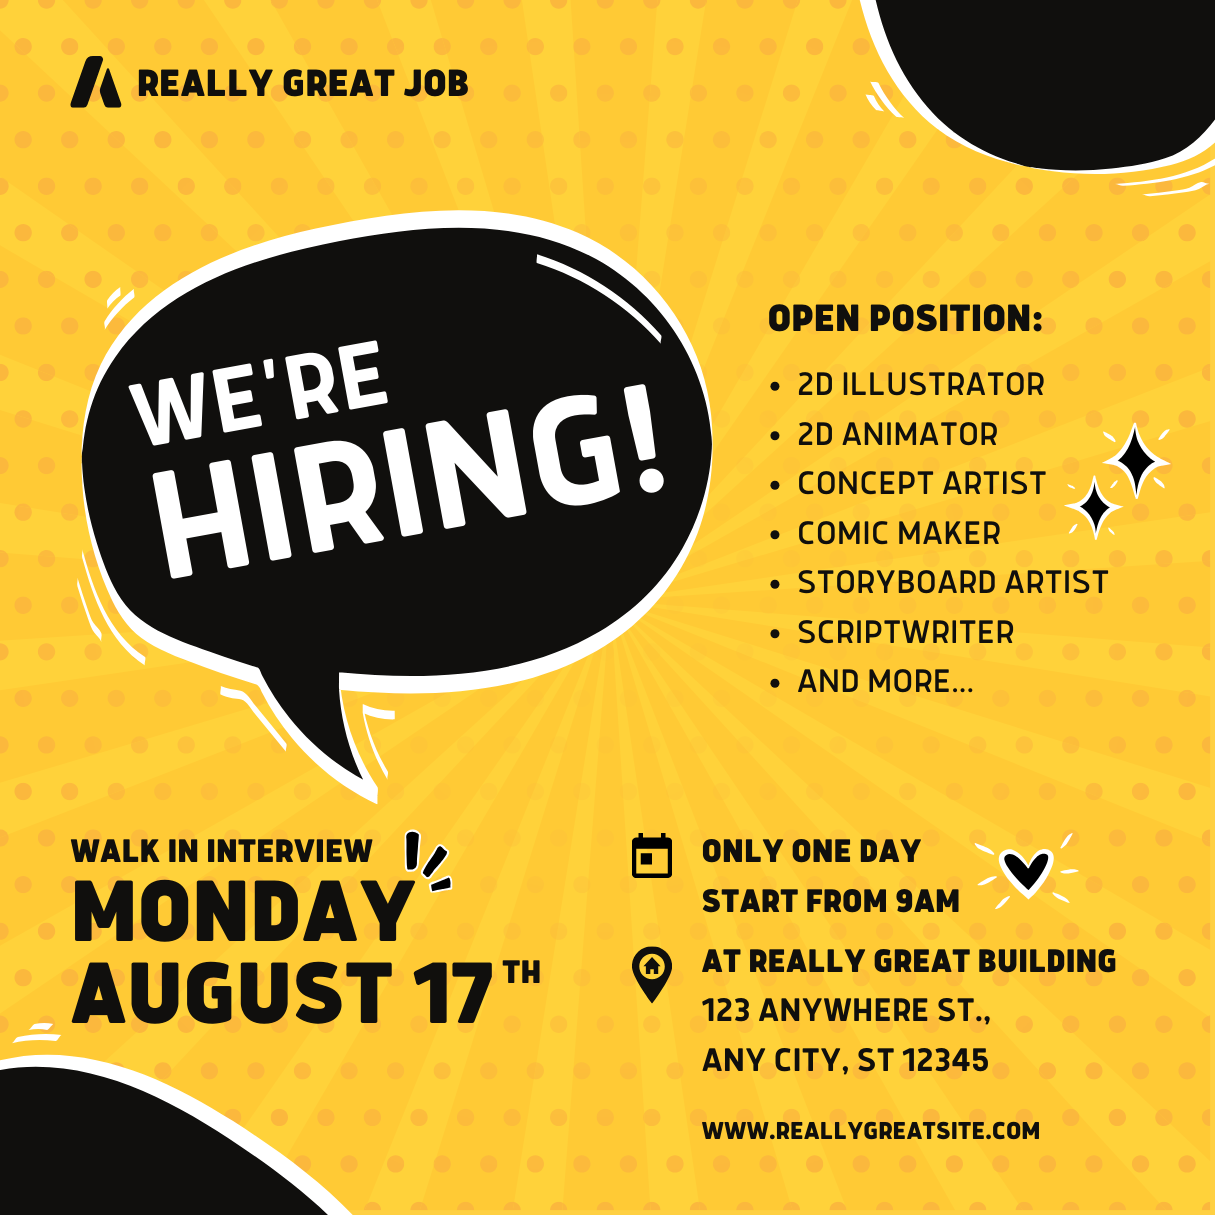 REALLY GREAT JOB
WE'RE
HIRING!
OPEN POSITION:
• 2D ILLUSTRATOR
• 2D ANIMATOR
• CONCEPT ARTIST
• COMIC MAKER
• STORYBOARD ARTIST
• SCRIPTWRITER
• AND MORE...
WALK IN INTERVIEW
MONDAY
AUGUST 17TH
ONLY ONE DAY
START FROM 9AM
AT REALLY GREAT BUILDING
123 ANYWHERE ST.,
ANY CITY, ST 12345
WWW.REALLYGREATSITE.COM